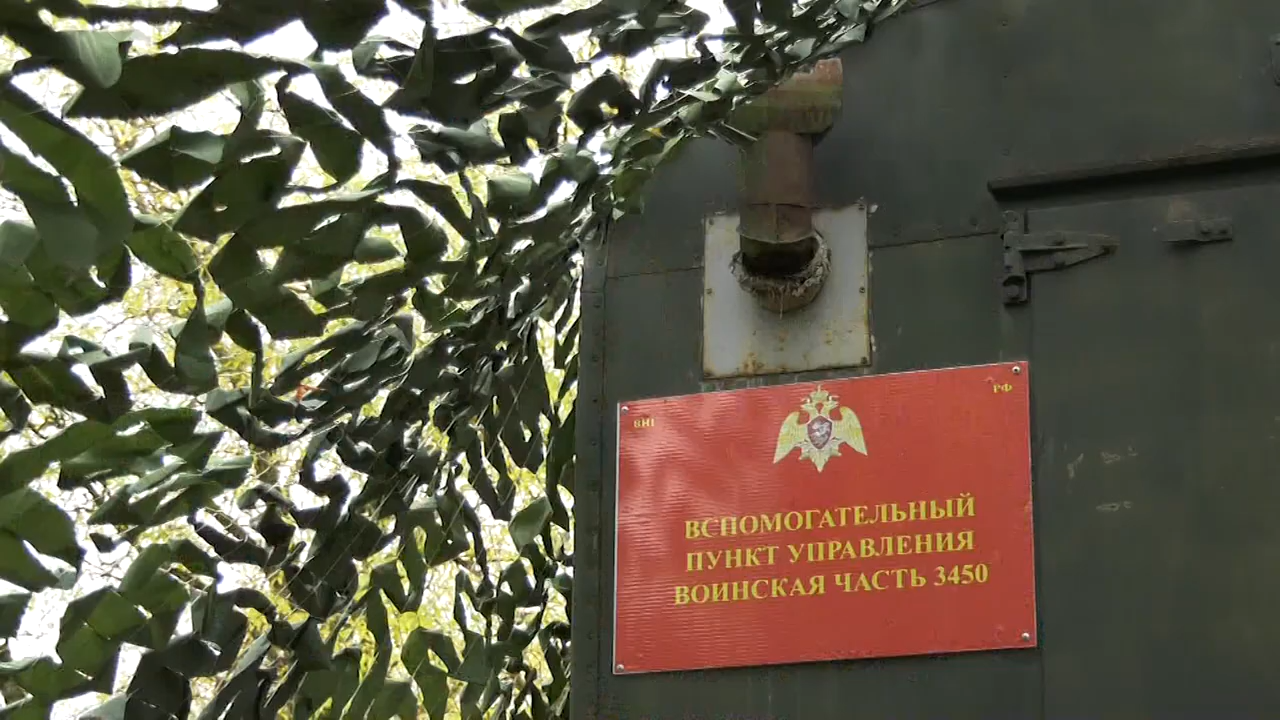 ВНГ РФ
ВСПОМОГАТЕЛЬНЫЙ
ПУНКТ УПРАВЛЕНИЯ
ВОИНСКАЯ ЧАСТЬ 3450